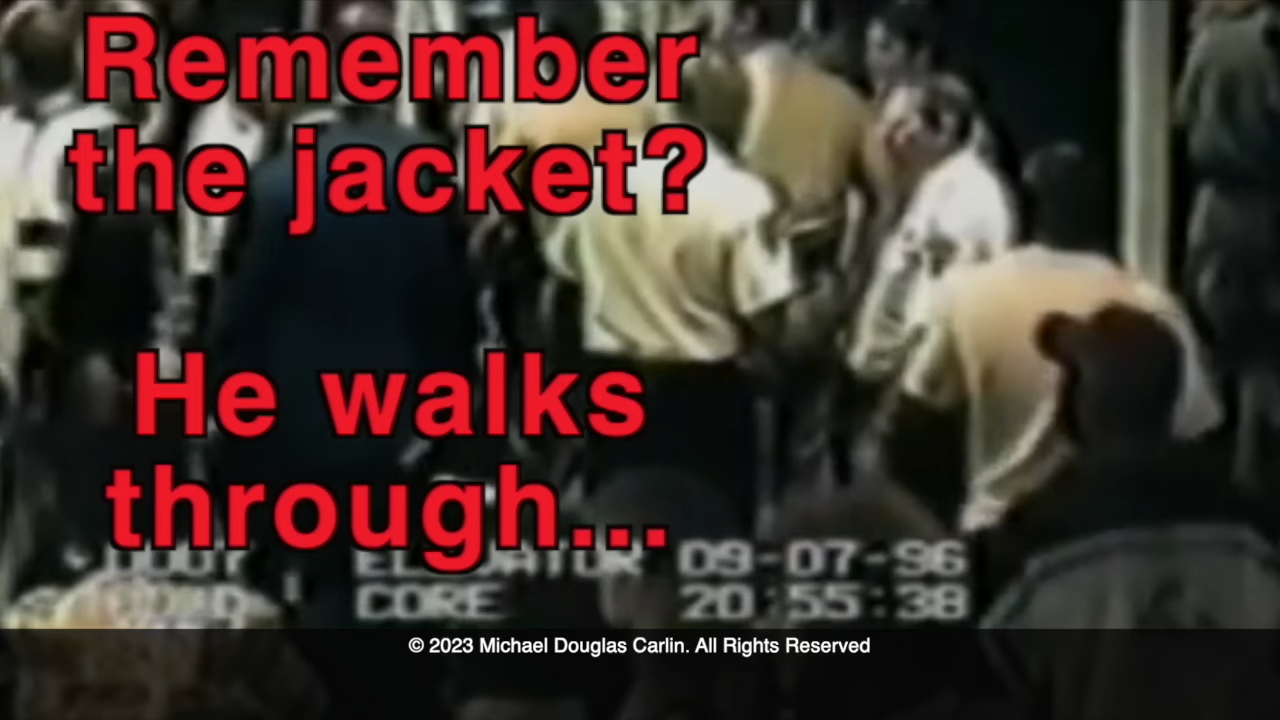 Remember
the jacket?
He walks
through...
09-07-96
CORE 20:55:38
© 2023 Michael Douglas Carlin. All Rights Reserved